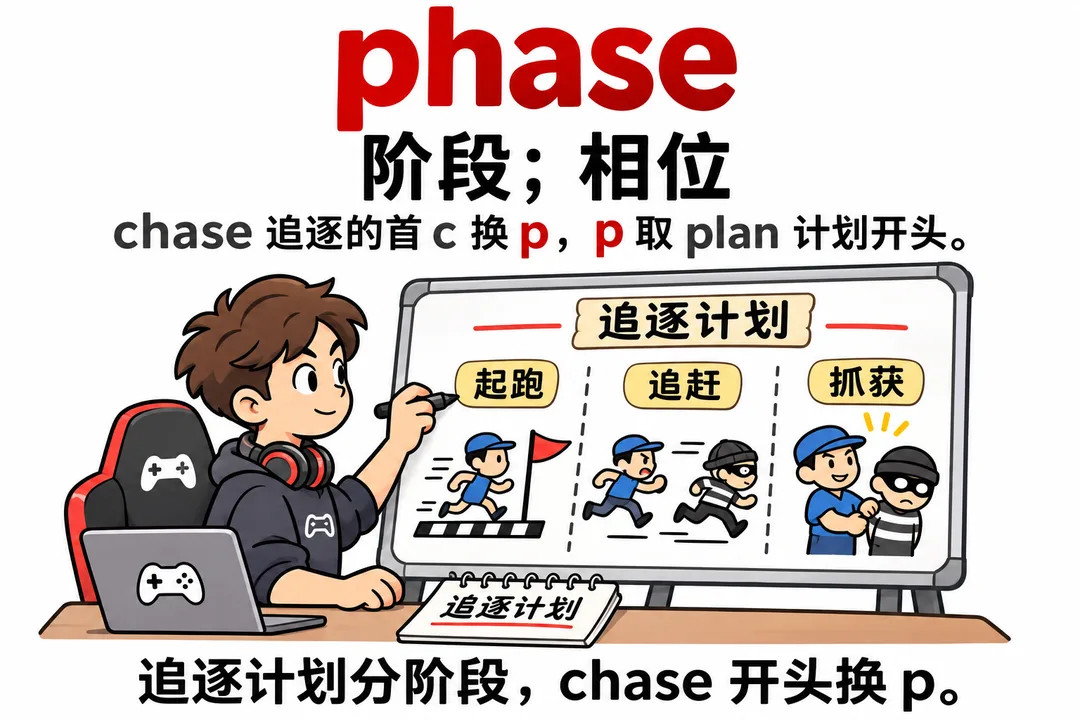 phase
阶段；相位
chase 追逐的首 c 换 p，p 取 plan 计划开头。
追逐计划
起跑 追赶 抓获
追逐计划
追逐计划分阶段，chase 开头换 p。